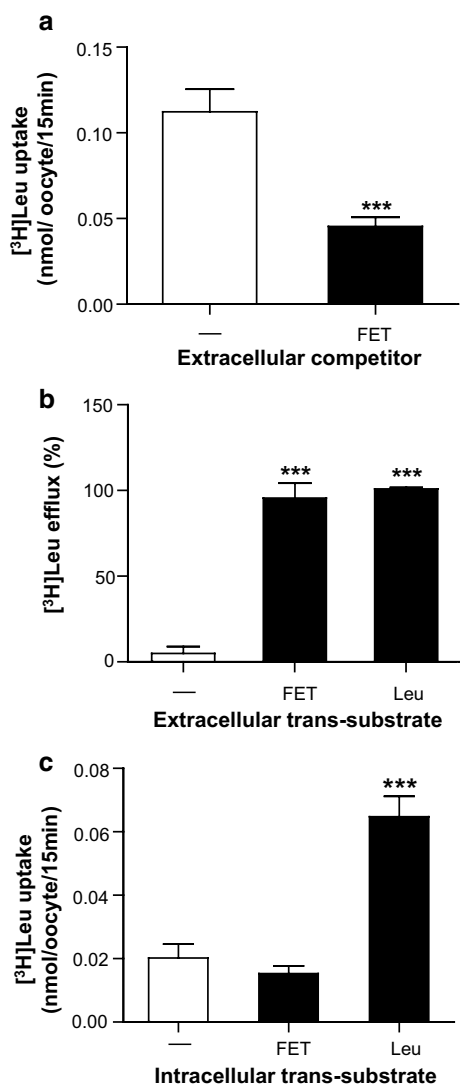 a
[³H]Leu uptake
(nmol/ oocyte/15min)
0.15
0.10
0.05
0.00
***
— FET
Extracellular competitor
b
[³H]Leu efflux (%)
150
100
50
0
*** ***
— FET Leu
Extracellular trans-substrate
c
[³H]Leu uptake
(nmol/oocyte/15min)
0.08
0.06
0.04
0.02
0.00
***
— FET Leu
Intracellular trans-substrate